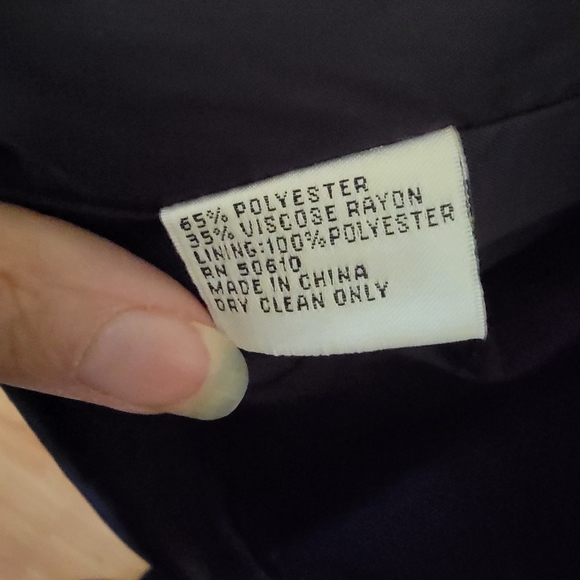 65% POLYESTER
35% VISCOSE RAYON
LINING:100% POLYESTER
RN 50610
MADE IN CHINA
DRY CLEAN ONLY